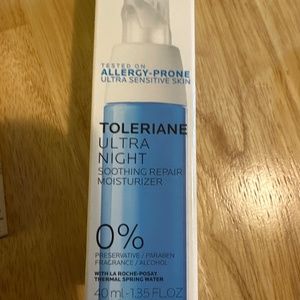 TESTED ON
ALLERGY-PRONE
ULTRA SENSITIVE SKIN
TOLERIANE
ULTRA
NIGHT
SOOTHING REPAIR
MOISTURIZER
0%
PRESERVATIVE / PARABEN
FRAGRANCE / ALCOHOL
WITH LA ROCHE-POSAY
THERMAL SPRING WATER
40 ml - 1.35 FL.OZ